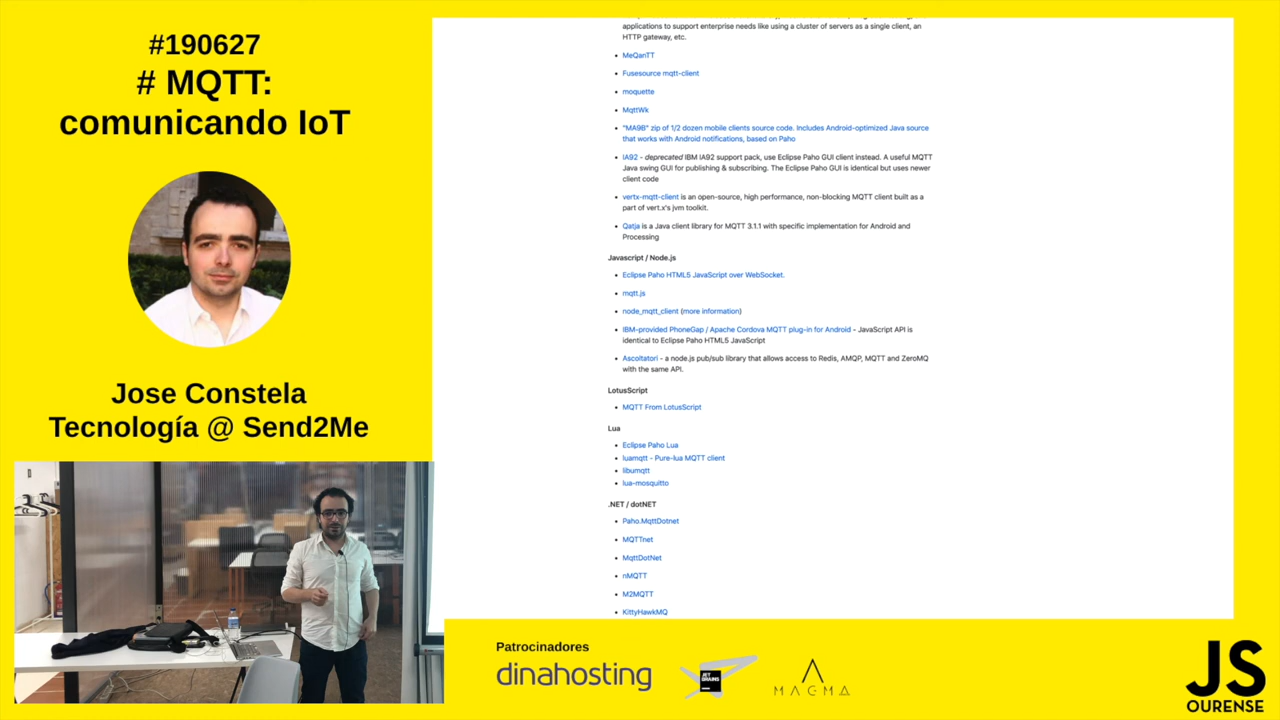 #190627
# MQTT:
comunicando IoT
Jose Constela
Tecnología @ Send2Me
applications to support enterprise needs like using a cluster of servers as a single client, an
HTTP gateway, etc.
MeQanTT
Fusesource mqtt-client
moquette
MqttWk
"MA9B" zip of 1/2 dozen mobile clients source code. Includes Android-optimized Java source
that works with Android notifications, based on Paho
IA92 - deprecated IBM IA92 support pack, use Eclipse Paho GUI client instead. A useful MQTT
Java swing GUI for publishing & subscribing. The Eclipse Paho GUI is identical but uses newer
client code
vertx-mqtt-client is an open-source, high performance, non-blocking MQTT client built as a
part of vert.x's jvm toolkit.
Qatja is a Java client library for MQTT 3.1.1 with specific implementation for Android and
Processing
Javascript / Node.js
Eclipse Paho HTML5 JavaScript over WebSocket.
mqtt.js
node_mqtt_client (more information)
IBM-provided PhoneGap / Apache Cordova MQTT plug-in for Android - JavaScript API is
identical to Eclipse Paho HTML5 JavaScript
Ascoltatori - a node.js pub/sub library that allows access to Redis, AMQP, MQTT and ZeroMQ
with the same API.
LotusScript
MQTT From LotusScript
Lua
Eclipse Paho Lua
luamqtt - Pure-lua MQTT client
libumqtt
lua-mosquitto
.NET / dotNET
Paho.MqttDotnet
MQTTnet
MqttDotNet
nMQTT
M2MQTT
KittyHawkMQ
Patrocinadores
dinahosting
JET
BRAINS
MAGMA
JS
OURENSE